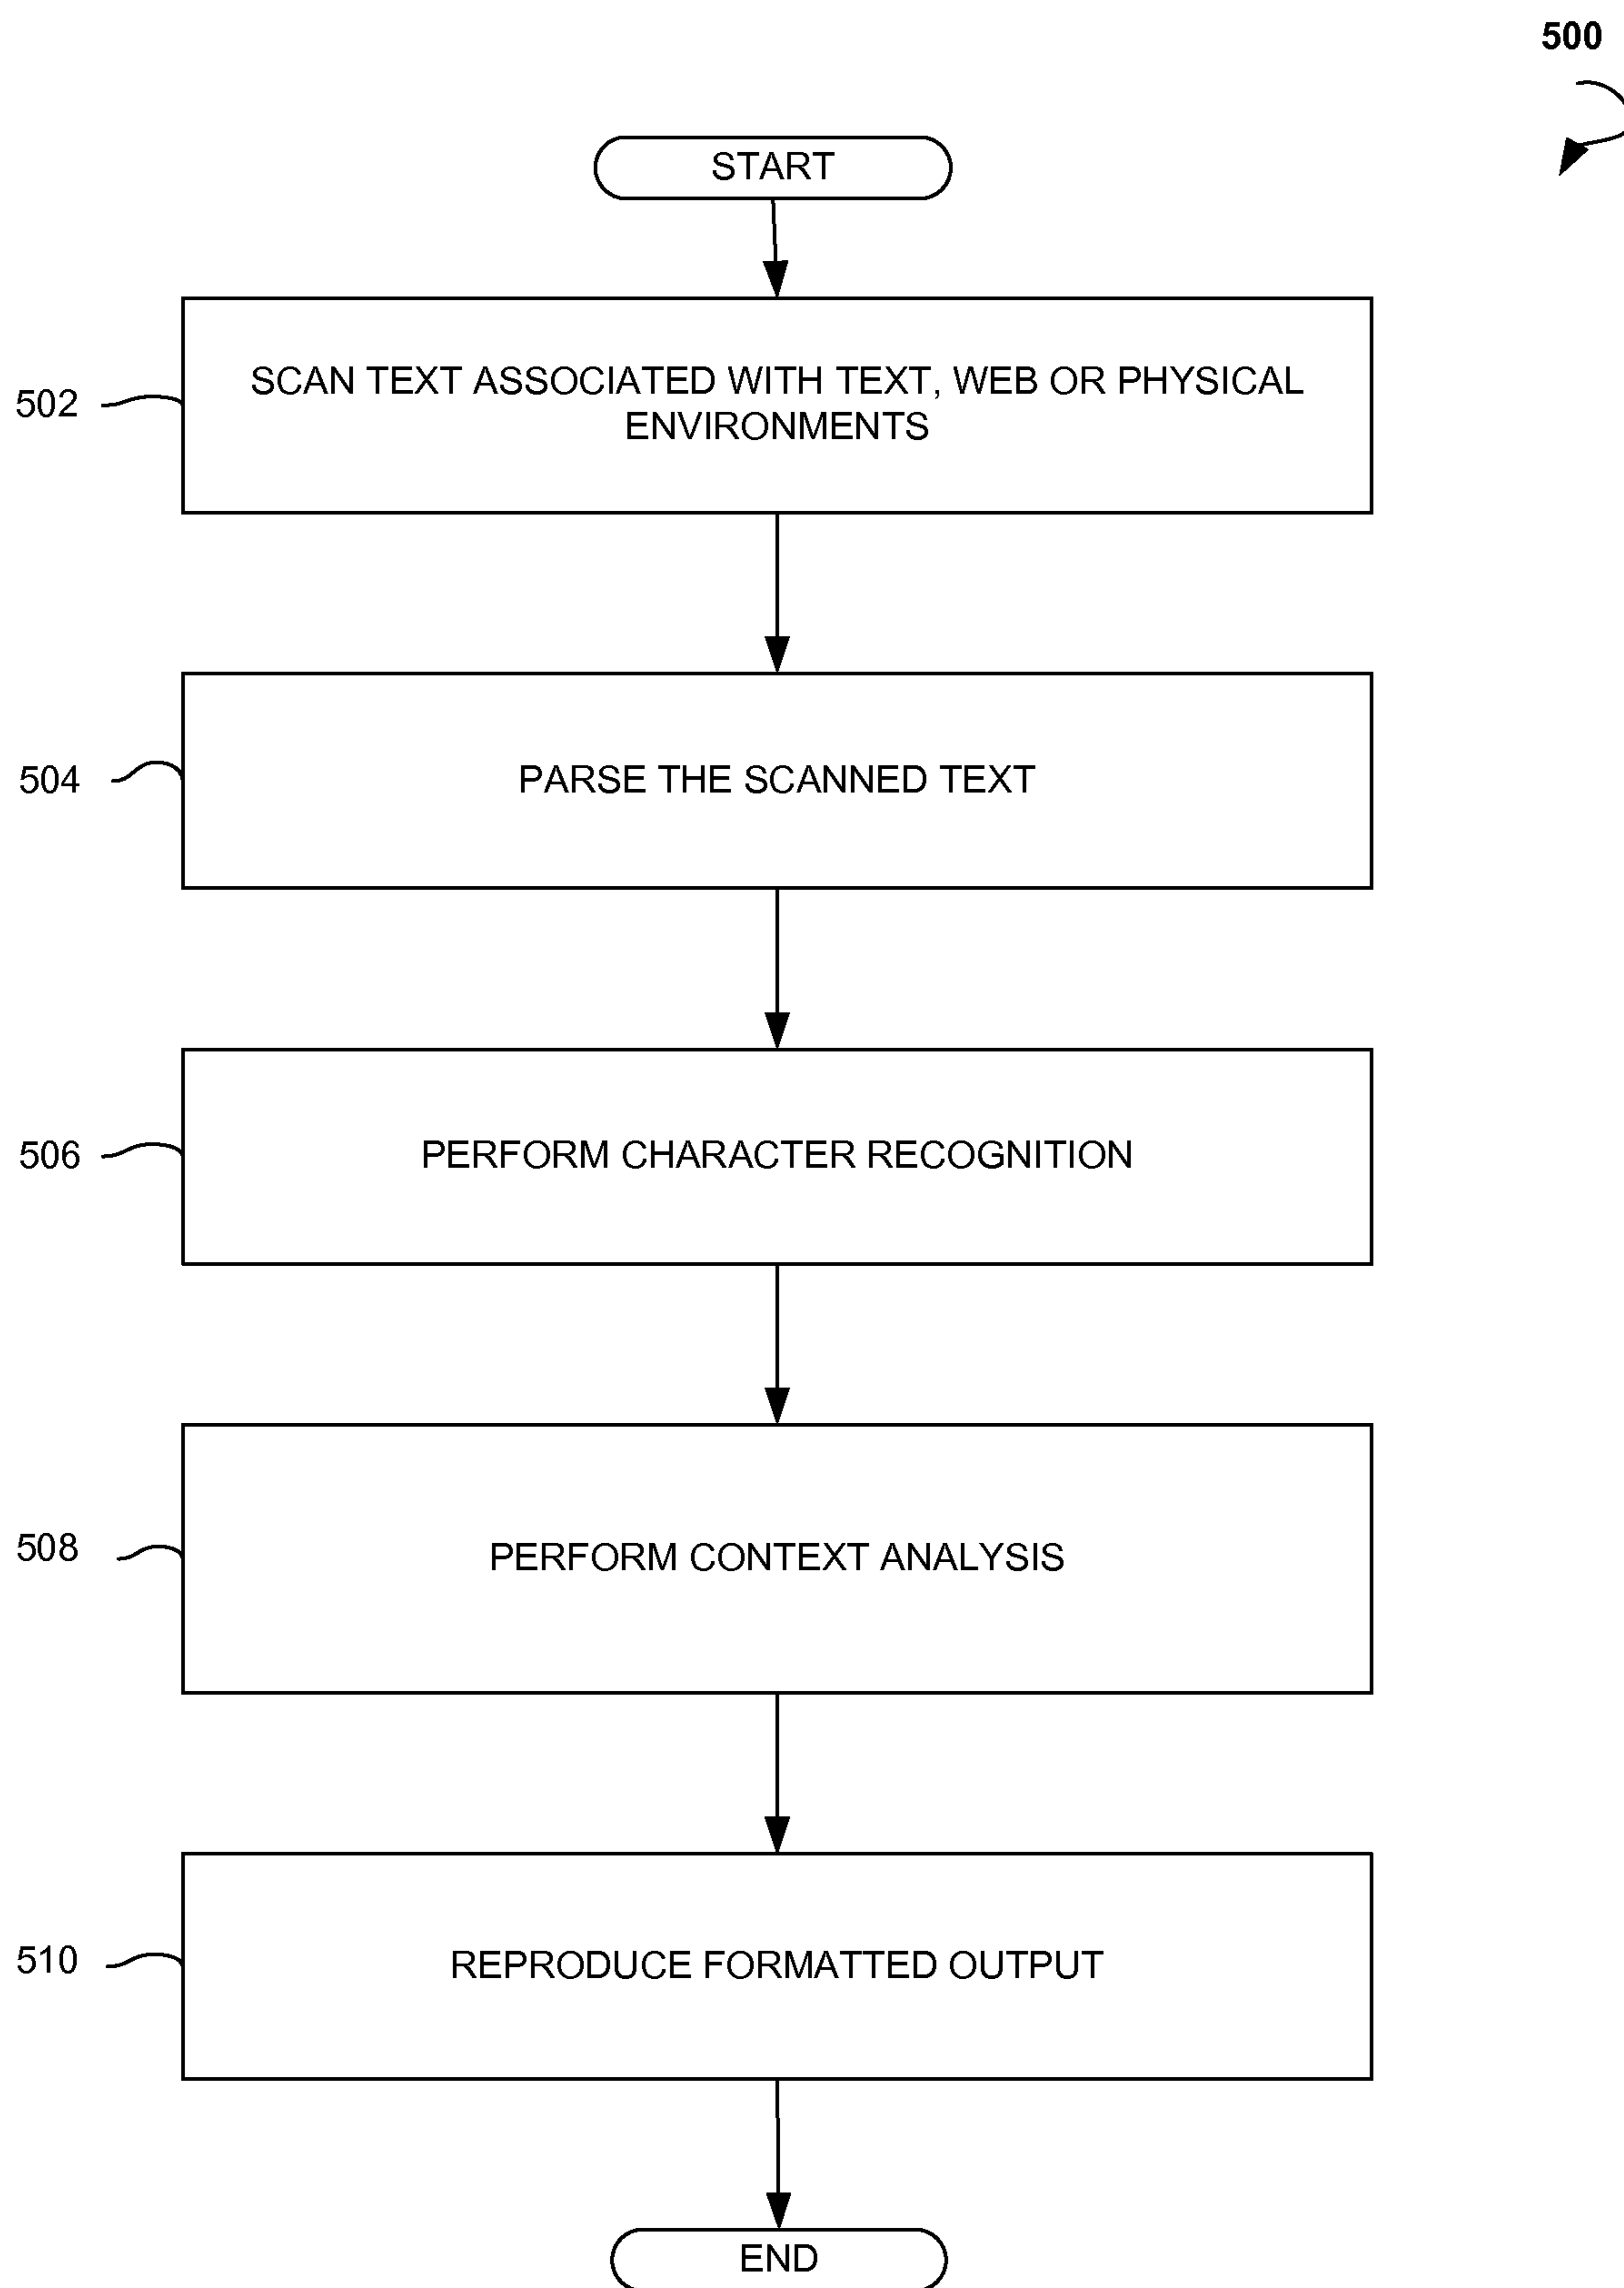 500
START
SCAN TEXT ASSOCIATED WITH TEXT, WEB OR PHYSICAL
ENVIRONMENTS
502
PARSE THE SCANNED TEXT
504
PERFORM CHARACTER RECOGNITION
506
PERFORM CONTEXT ANALYSIS
508
REPRODUCE FORMATTED OUTPUT
510
END